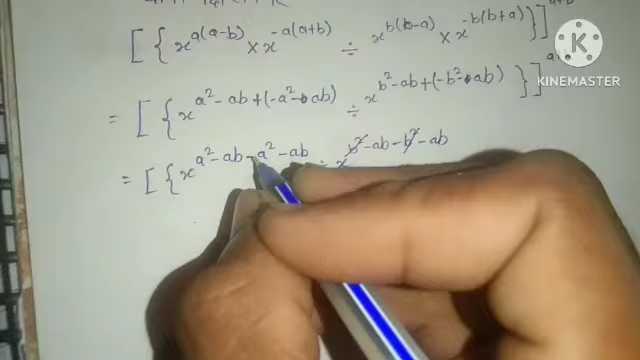 [ { x^{a(a-b)} × x^{-a(a+b)} ÷ x^{b(b-a)} × x^{-b(b+a)} } ]^{a+b}
= [ { x^{a²-ab+(-a²-ab)} ÷ x^{b²-ab+(-b²-ab)} } ]
KINEMASTER
= [ { x^{a²-ab-a²-ab} ÷ x^{b²-ab-b²-ab}